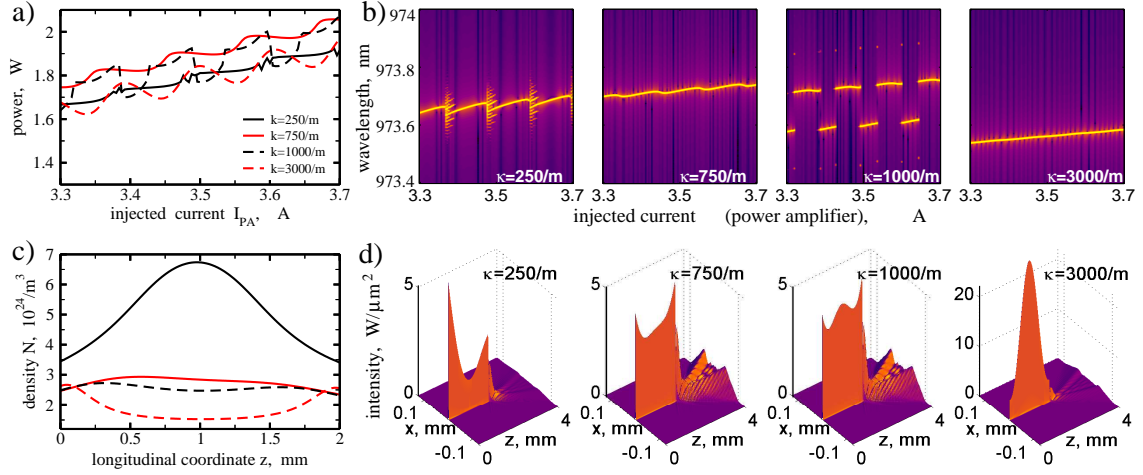 a)
2
1.8
1.6
1.4
power, W
k=250/m
k=750/m
k=1000/m
k=3000/m
3.3 3.4 3.5 3.6 3.7
injected current I_PA, A
b)
974
973.8
973.6
973.4
wavelength, nm
κ=250/m κ=750/m κ=1000/m κ=3000/m
3.3 3.5 3.7 3.3 3.5 3.7 3.3 3.5 3.7 3.3 3.5 3.7
injected current (power amplifier), A
c)
7
6
5
4
3
2
density N, 10^24/m^3
0 0.5 1 1.5 2
longitudinal coordinate z, mm
d)
κ=250/m κ=750/m κ=1000/m κ=3000/m
intensity, W/μm^2
5 5 5 20
10
0 0 0 0
0.1 0.1 0.1 0.1
x, mm x, mm x, mm x, mm
-0.1 -0.1 -0.1 -0.1
0 0 0 0
z, mm z, mm z, mm z, mm
4 4 4 4